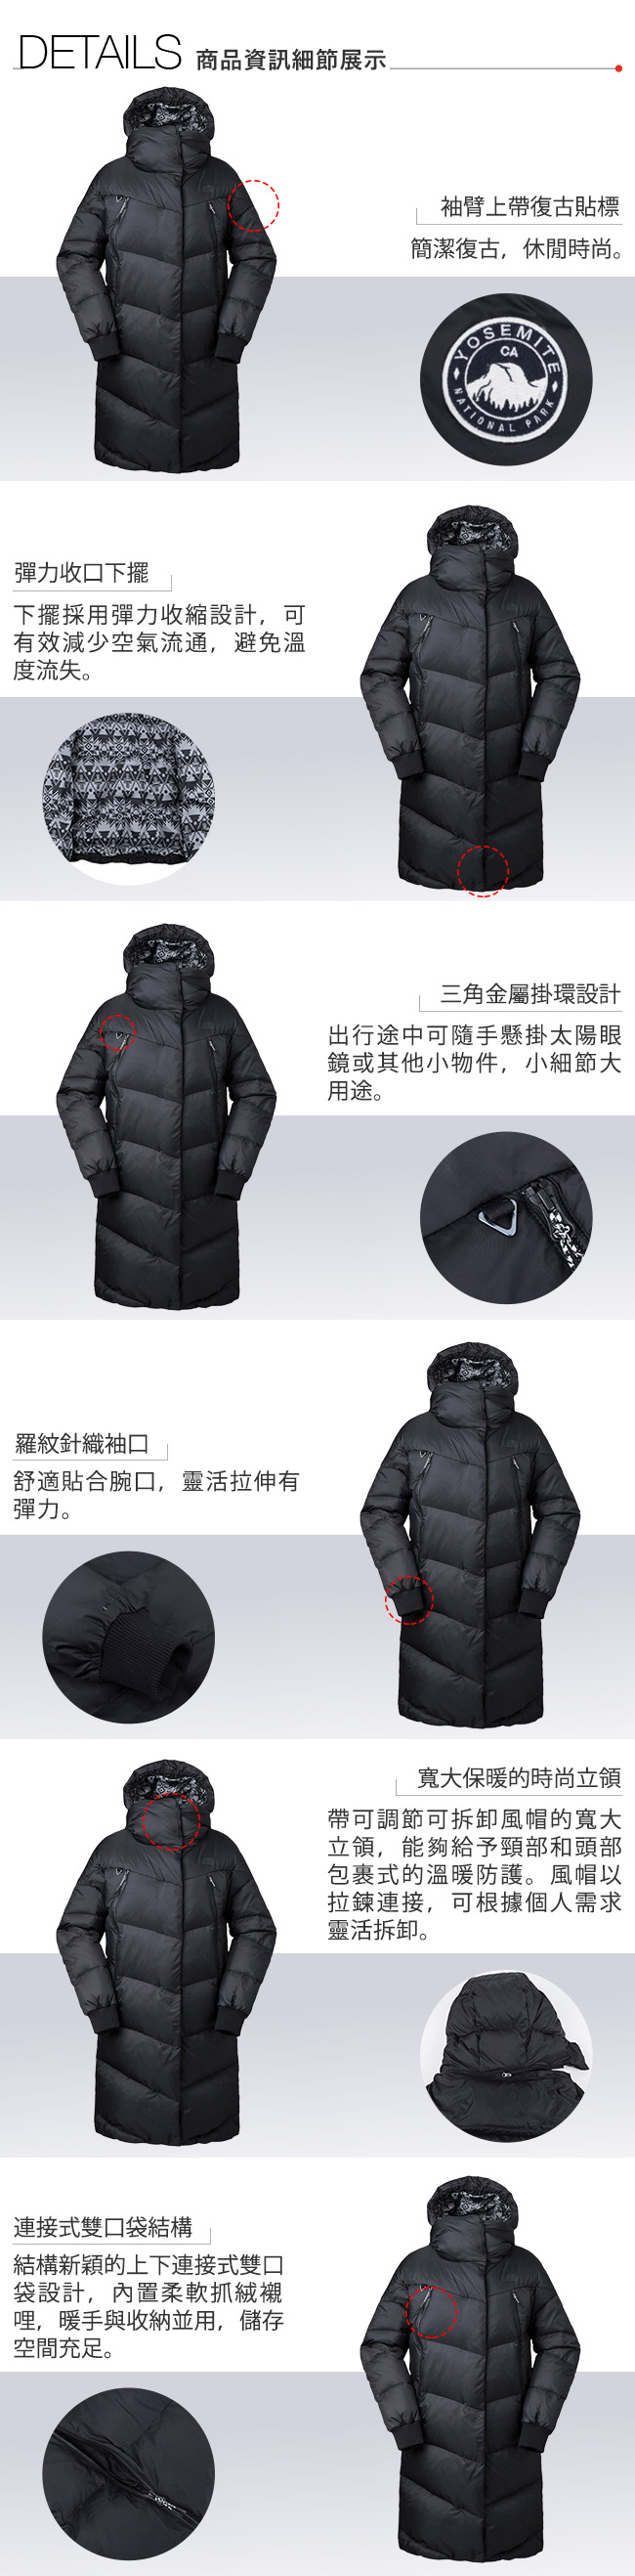 DETAILS 商品資訊細節展示
袖臂上帶復古貼標
簡潔復古，休閒時尚。
YOSEMITE
CA
NATIONAL PARK
彈力收口下擺
下擺採用彈力收縮設計，可
有效減少空氣流通，避免溫
度流失。
三角金屬掛環設計
出行途中可隨手懸掛太陽眼
鏡或其他小物件，小細節大
用途。
羅紋針織袖口
舒適貼合腕口，靈活拉伸有
彈力。
寬大保暖的時尚立領
帶可調節可拆卸風帽的寬大
立領，能夠給予頸部和頭部
包裹式的溫暖防護。風帽以
拉鍊連接，可根據個人需求
靈活拆卸。
連接式雙口袋結構
結構新穎的上下連接式雙口
袋設計，內置柔軟抓絨襯
哩，暖手與收納並用，儲存
空間充足。